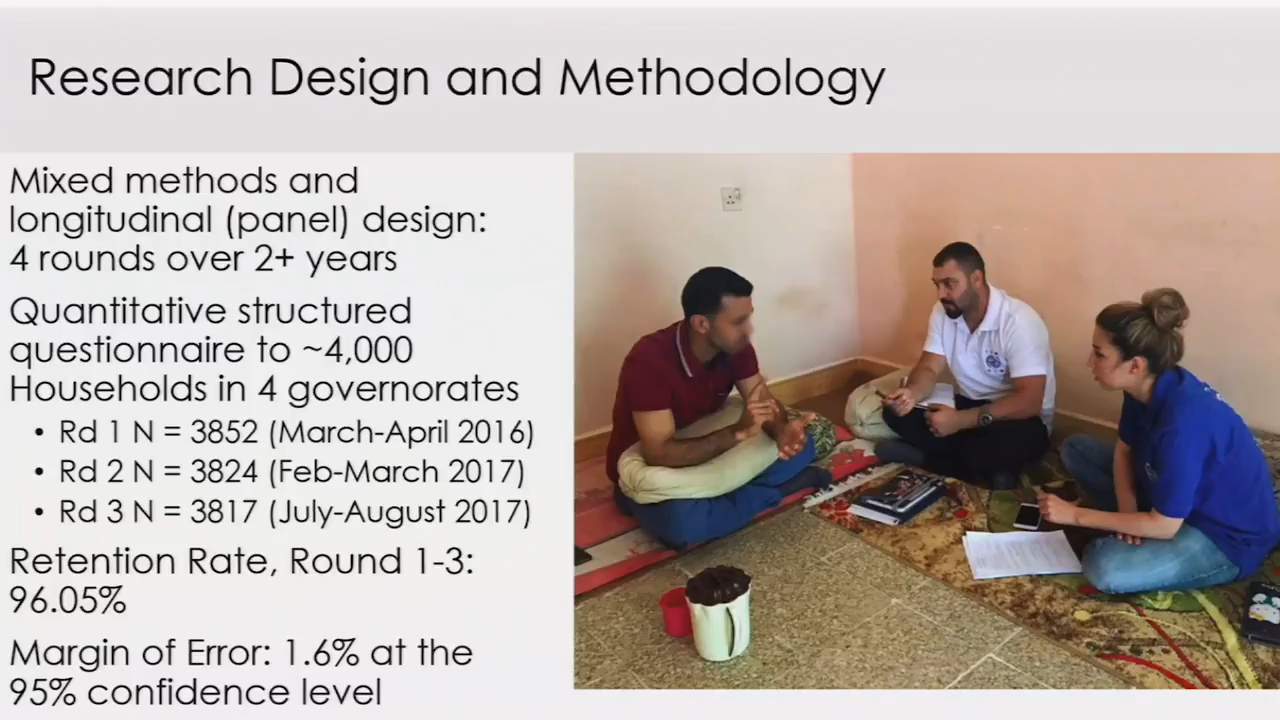 Research Design and Methodology
Mixed methods and
longitudinal (panel) design:
4 rounds over 2+ years
Quantitative structured
questionnaire to ~4,000
Households in 4 governorates
• Rd 1 N = 3852 (March-April 2016)
• Rd 2 N = 3824 (Feb-March 2017)
• Rd 3 N = 3817 (July-August 2017)
Retention Rate, Round 1-3:
96.05%
Margin of Error: 1.6% at the
95% confidence level